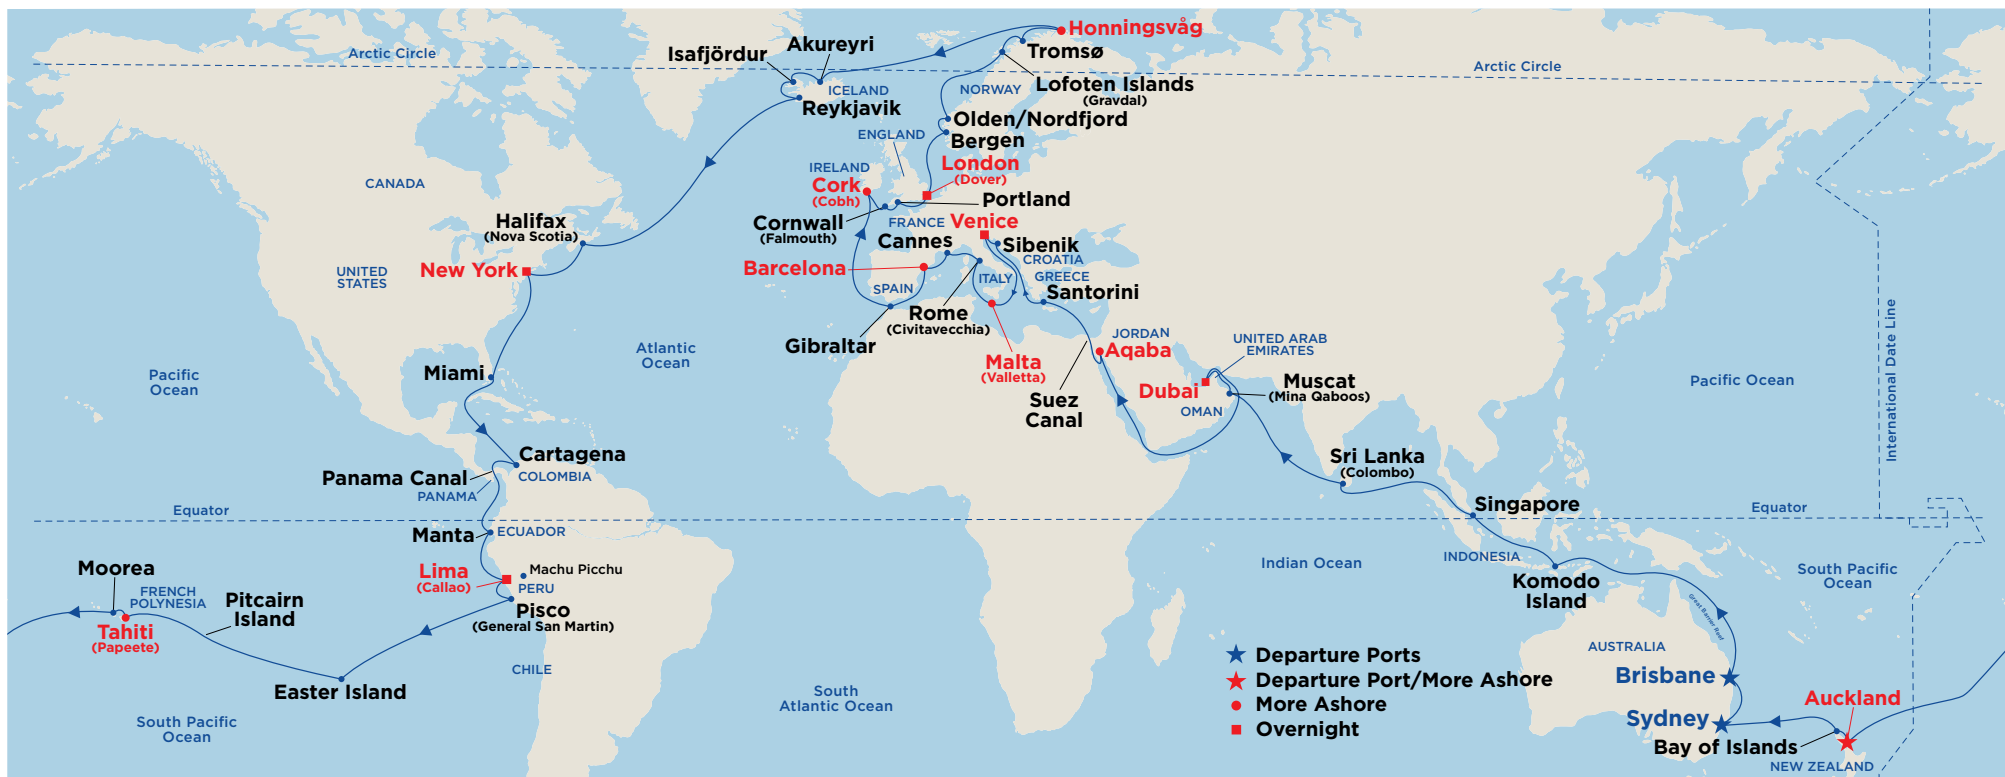 Arctic Circle
Isafjördur
Akureyri
ICELAND
Reykjavik
Honningsvåg
Tromsø
Lofoten Islands
(Gravdal)
NORWAY
Arctic Circle
Olden/Nordfjord
Bergen
ENGLAND
London
(Dover)
IRELAND
Cork
(Cobh)
Portland
Cornwall
(Falmouth)
FRANCE
Venice
Cannes
Sibenik
CROATIA
Barcelona
SPAIN
ITALY
GREECE
Santorini
Rome
(Civitavecchia)
Gibraltar
Malta
(Valletta)
CANADA
Halifax
(Nova Scotia)
New York
UNITED
STATES
Atlantic
Ocean
Pacific
Ocean
Miami
Cartagena
COLOMBIA
Panama Canal
PANAMA
Equator
Manta
ECUADOR
Lima
(Callao)
Machu Picchu
PERU
Pisco
(General San Martin)
Moorea
FRENCH
POLYNESIA
Tahiti
(Papeete)
Pitcairn
Island
Easter Island
CHILE
South Pacific
Ocean
South
Atlantic Ocean
JORDAN
Aqaba
Suez
Canal
UNITED ARAB
EMIRATES
Dubai
OMAN
Muscat
(Mina Qaboos)
Sri Lanka
(Colombo)
Singapore
INDONESIA
Komodo
Island
Indian Ocean
Pacific Ocean
International Date Line
Equator
South Pacific
Ocean
Great Barrier Reef
AUSTRALIA
Brisbane
Sydney
Auckland
Bay of Islands
NEW ZEALAND
Departure Ports
Departure Port/More Ashore
More Ashore
Overnight